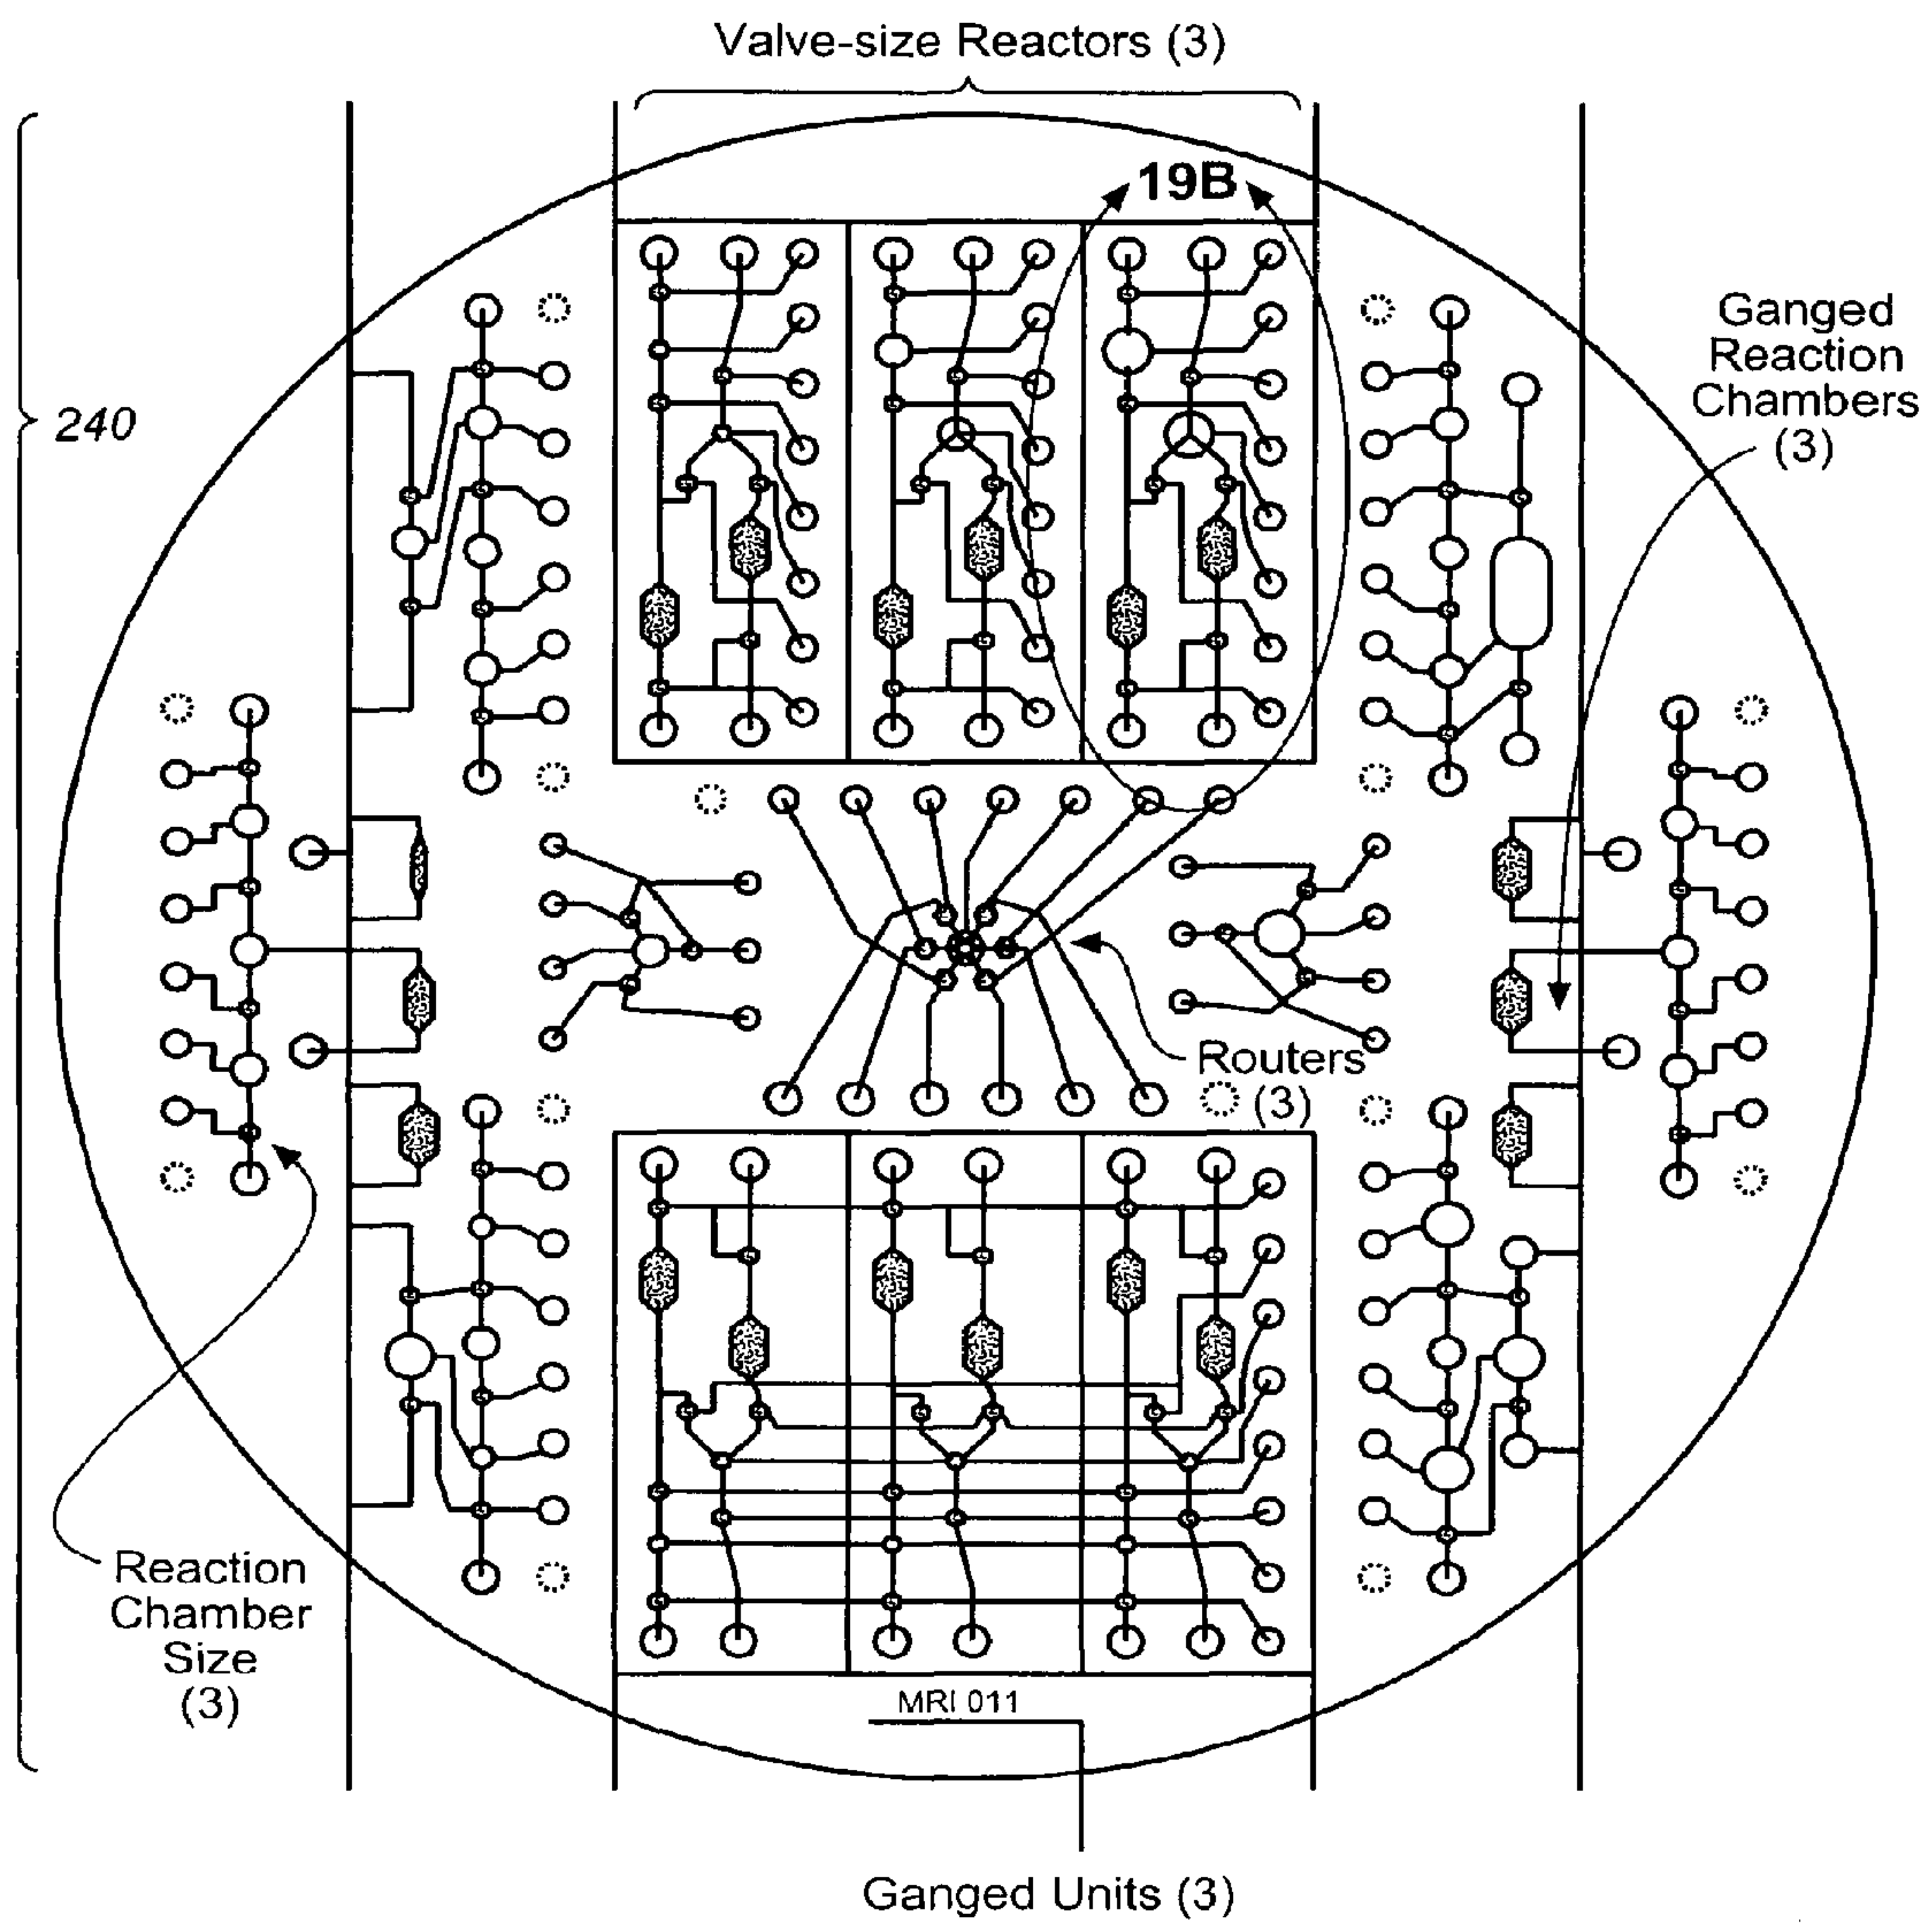 Valve-size Reactors (3)
19B
240
Ganged
Reaction
Chambers
(3)
Routers
(3)
Reaction
Chamber
Size
(3)
MRI 011
Ganged Units (3)